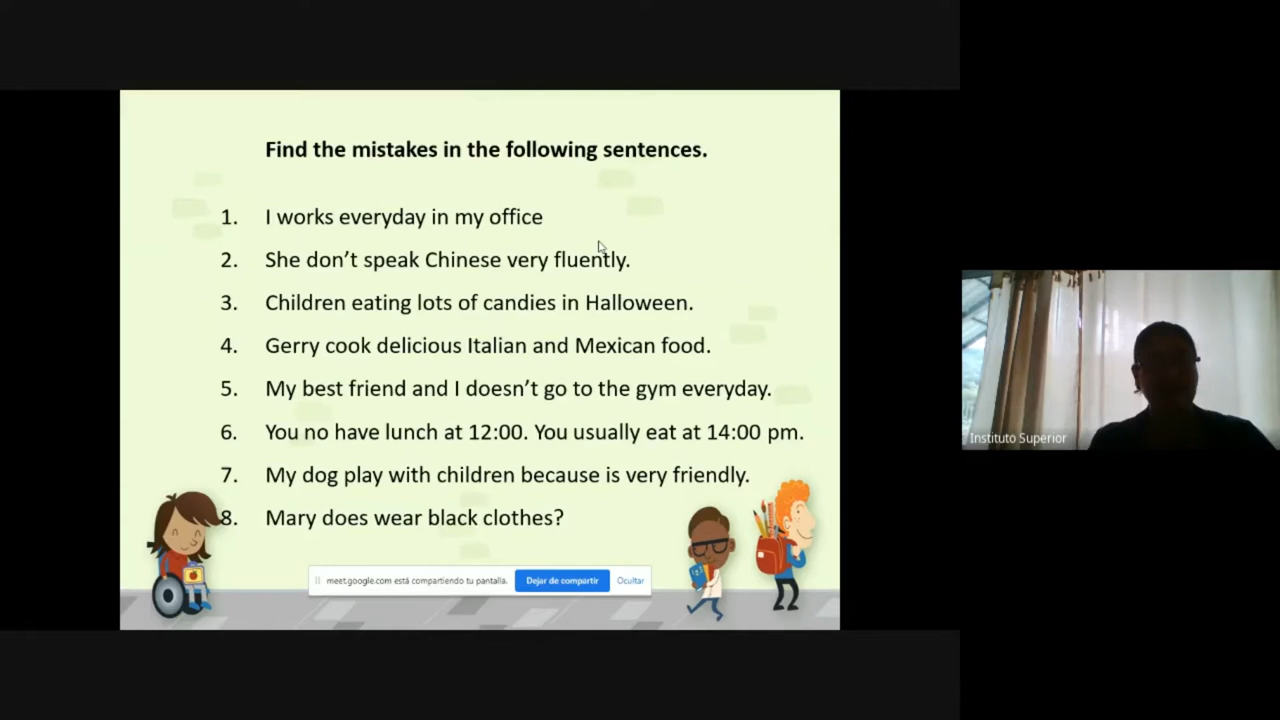 Find the mistakes in the following sentences.
1. I works everyday in my office
2. She don't speak Chinese very fluently.
3. Children eating lots of candies in Halloween.
4. Gerry cook delicious Italian and Mexican food.
5. My best friend and I doesn't go to the gym everyday.
6. You no have lunch at 12:00. You usually eat at 14:00 pm.
7. My dog play with children because is very friendly.
8. Mary does wear black clothes?
meet.google.com está compartiendo tu pantalla. Dejar de compartir Ocultar
Instituto Superior